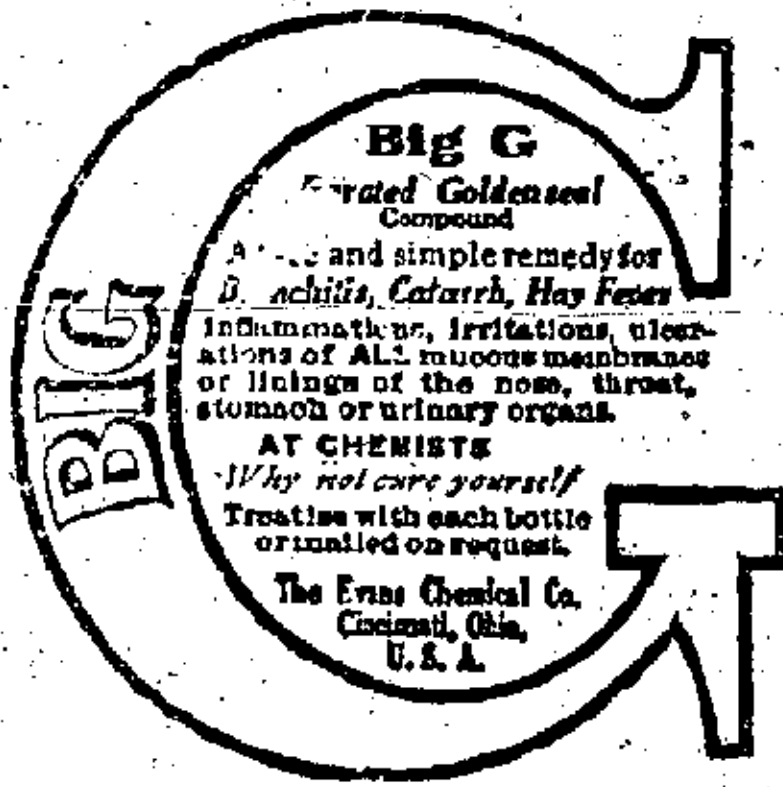 BIG
Big G
Goldenseal
Compound
A and simple remedy for
Catarrh, Hay Fever
Inflammations, irritations, ulcer-
ations of ALL mucous membranes
or linings of the nose, throat,
stomach or urinary organs.
AT CHEMISTS
Why not cure yourself
Treatise with each bottle
or mailed on request.
The Evans Chemical Co.
Cincinnati, Ohio,
U. S. A.